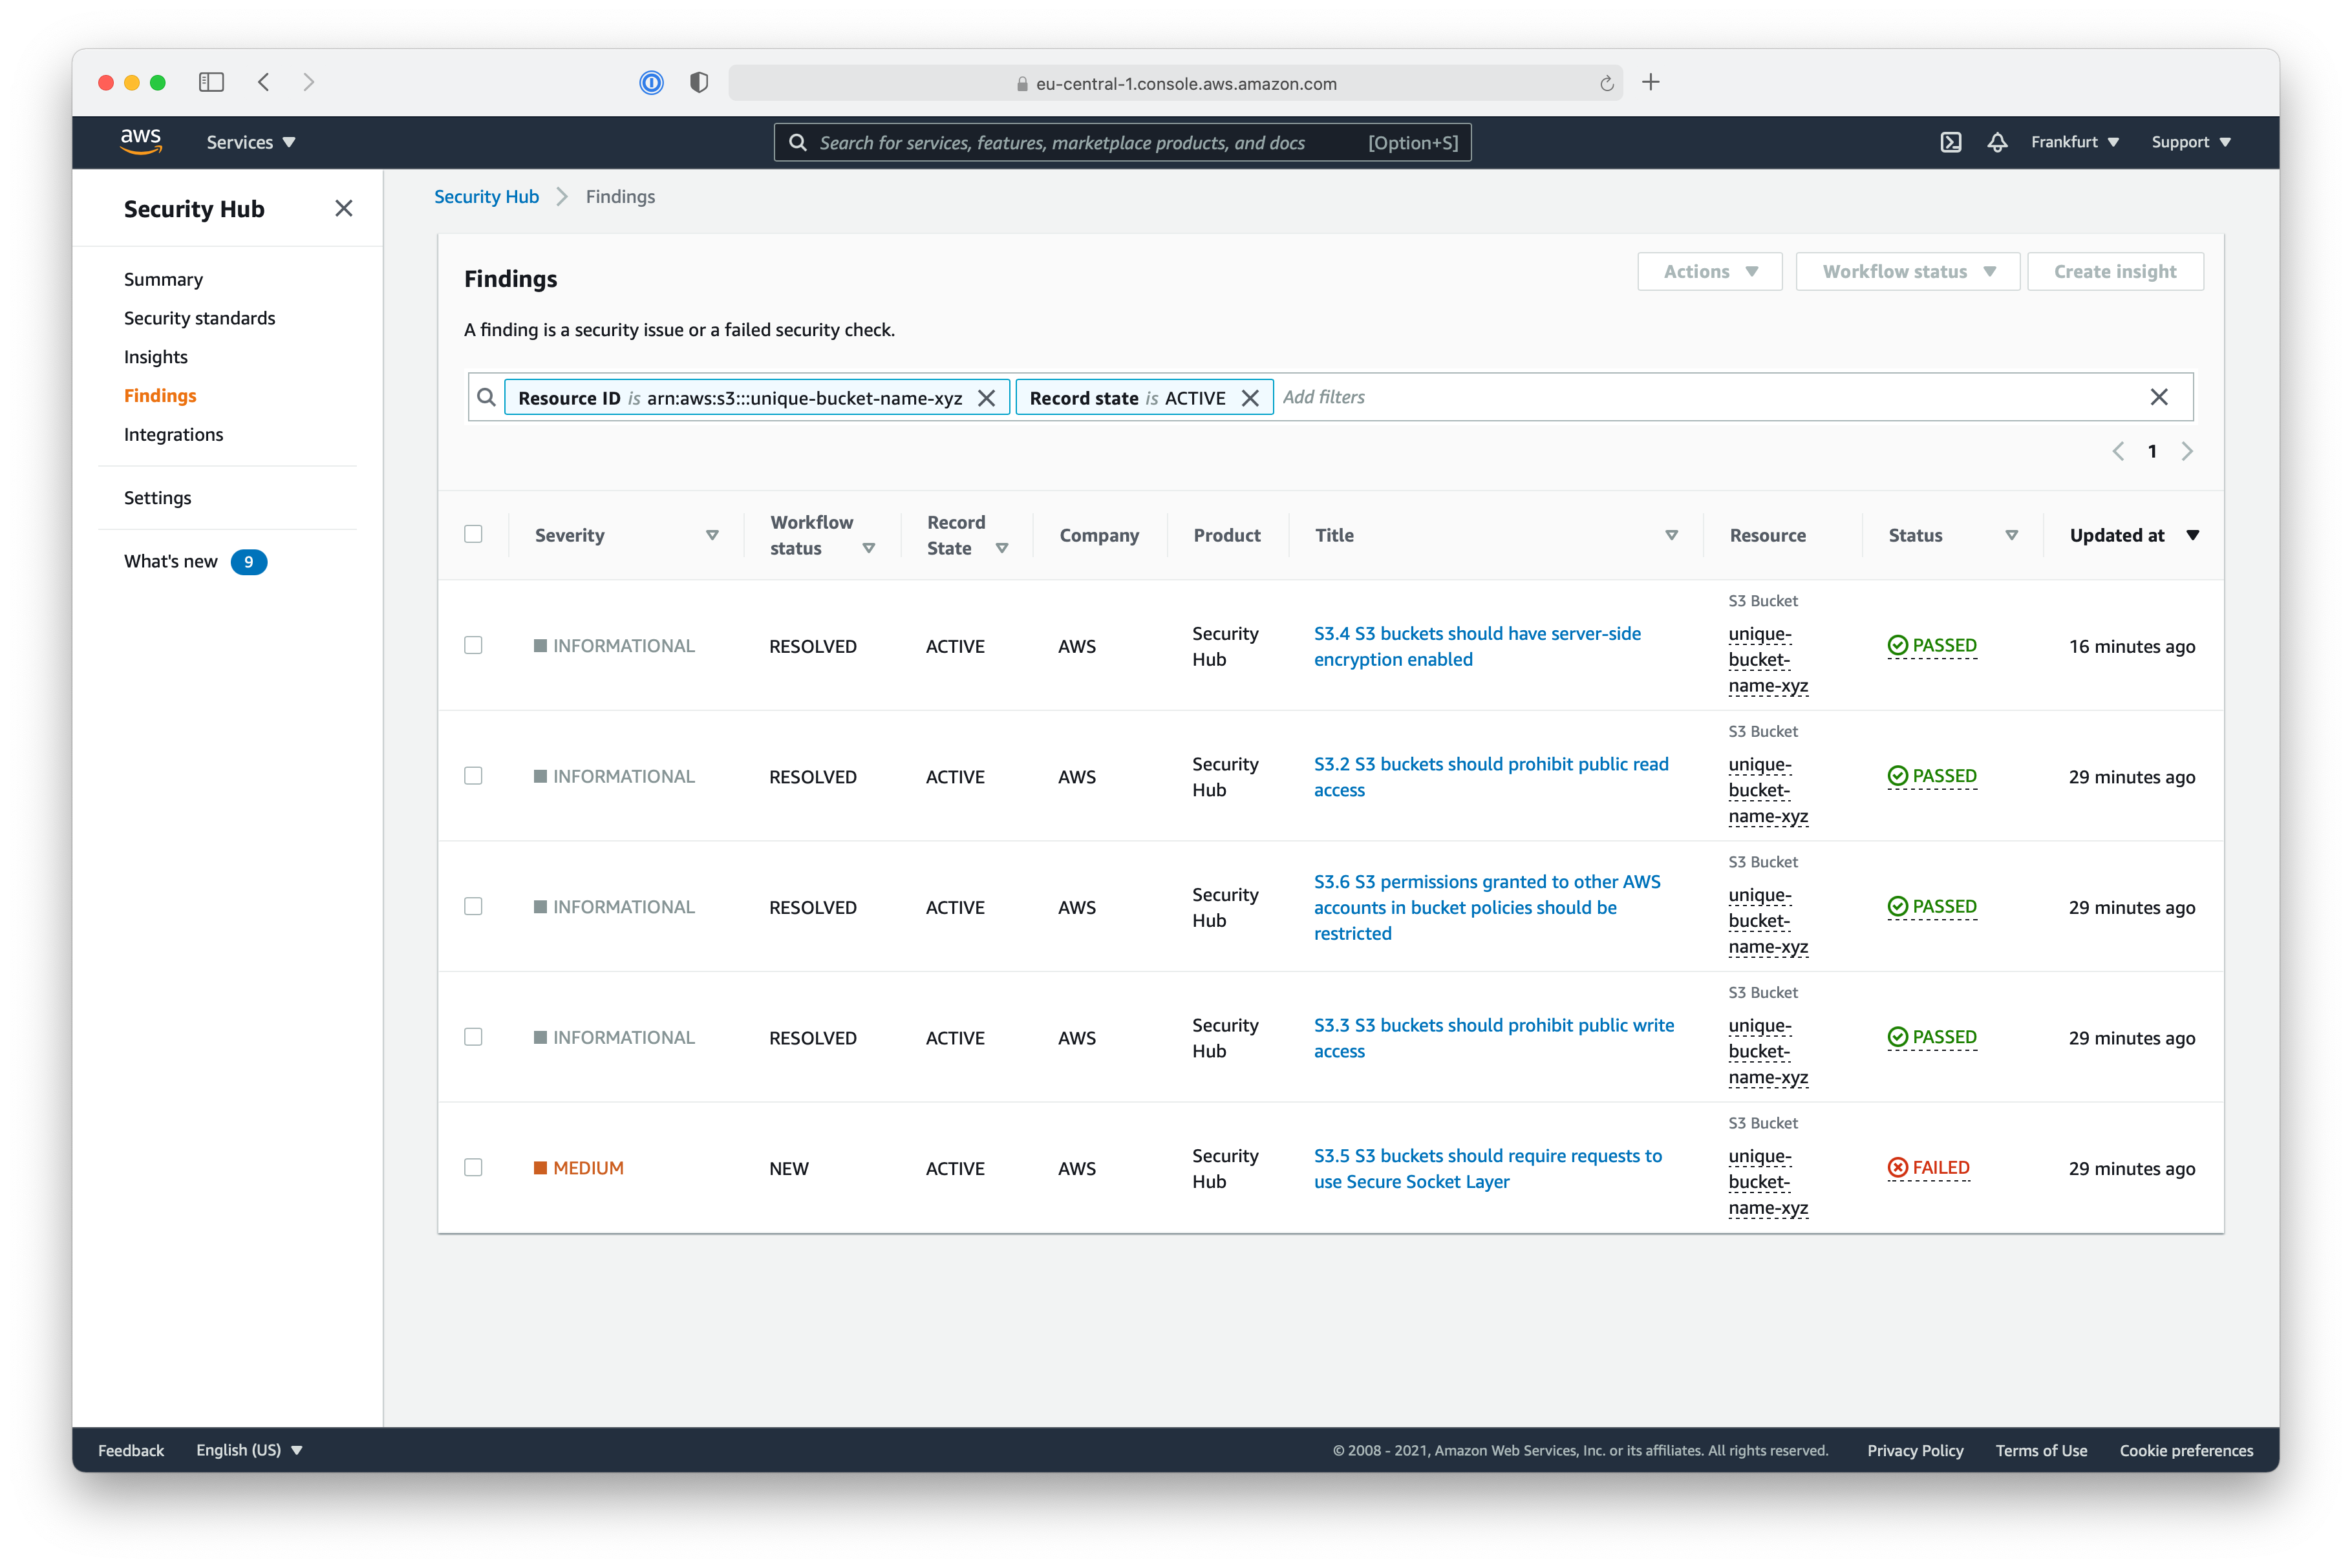 eu-central-1.console.aws.amazon.com
aws
Services
Search for services, features, marketplace products, and docs
[Option+S]
Frankfurt
Support
Security Hub
Summary
Security standards
Insights
Findings
Integrations
Settings
What's new 9
Security Hub
Findings
Findings
Actions
Workflow status
Create insight
A finding is a security issue or a failed security check.
Resource ID is arn:aws:s3:::unique-bucket-name-xyz
Record state is ACTIVE
Add filters
1
Severity
Workflow
status
Record
State
Company
Product
Title
Resource
Status
Updated at
INFORMATIONAL
RESOLVED
ACTIVE
AWS
Security
Hub
S3.4 S3 buckets should have server-side
encryption enabled
S3 Bucket
unique-
bucket-
name-xyz
PASSED
16 minutes ago
INFORMATIONAL
RESOLVED
ACTIVE
AWS
Security
Hub
S3.2 S3 buckets should prohibit public read
access
S3 Bucket
unique-
bucket-
name-xyz
PASSED
29 minutes ago
INFORMATIONAL
RESOLVED
ACTIVE
AWS
Security
Hub
S3.6 S3 permissions granted to other AWS
accounts in bucket policies should be
restricted
S3 Bucket
unique-
bucket-
name-xyz
PASSED
29 minutes ago
INFORMATIONAL
RESOLVED
ACTIVE
AWS
Security
Hub
S3.3 S3 buckets should prohibit public write
access
S3 Bucket
unique-
bucket-
name-xyz
PASSED
29 minutes ago
MEDIUM
NEW
ACTIVE
AWS
Security
Hub
S3.5 S3 buckets should require requests to
use Secure Socket Layer
S3 Bucket
unique-
bucket-
name-xyz
FAILED
29 minutes ago
Feedback
English (US)
© 2008 - 2021, Amazon Web Services, Inc. or its affiliates. All rights reserved.
Privacy Policy
Terms of Use
Cookie preferences